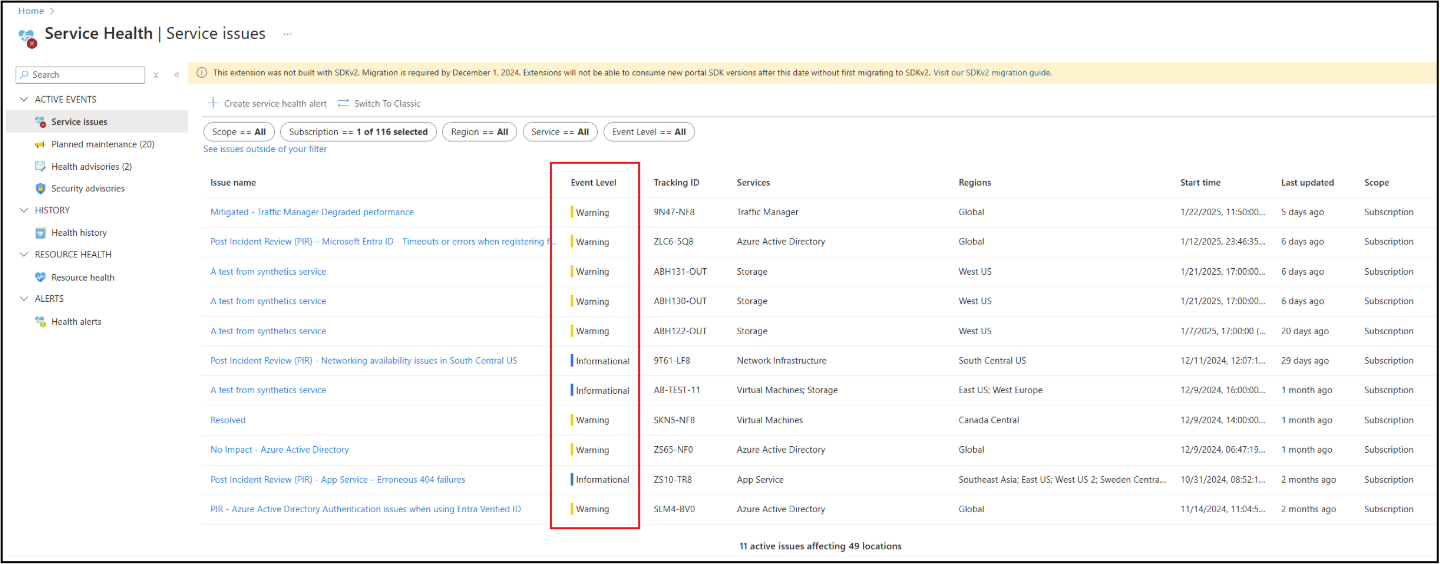 Home >
Service Health | Service issues ...
Search
This extension was not built with SDKv2. Migration is required by December 1, 2024. Extensions will not be able to consume new portal SDK versions after this date without first migrating to SDKv2. Visit our SDKv2 migration guide.
ACTIVE EVENTS
Service issues
Planned maintenance (20)
Health advisories (2)
Security advisories
HISTORY
Health history
RESOURCE HEALTH
Resource health
ALERTS
Health alerts
Create service health alert Switch To Classic
Scope == All Subscription == 1 of 116 selected Region == All Service == All Event Level == All
See issues outside of your filter
Issue name Event Level Tracking ID Services Regions Start time Last updated Scope
Mitigated - Traffic Manager Degraded performance Warning 9N47-NF8 Traffic Manager Global 1/22/2025, 11:50:00... 5 days ago Subscription
Post Incident Review (PIR) - Microsoft Entra ID - Timeouts or errors when registering f... Warning ZLC6-5Q8 Azure Active Directory Global 1/12/2025, 23:46:35... 6 days ago Subscription
A test from synthetics service Warning ABH131-OUT Storage West US 1/21/2025, 17:00:00... 6 days ago Subscription
A test from synthetics service Warning ABH130-OUT Storage West US 1/21/2025, 17:00:00... 6 days ago Subscription
A test from synthetics service Warning ABH122-OUT Storage West US 1/7/2025, 17:00:00 (... 20 days ago Subscription
Post Incident Review (PIR) - Networking availability issues in South Central US Informational 9T61-LF8 Network Infrastructure South Central US 12/11/2024, 12:07:1... 29 days ago Subscription
A test from synthetics service Informational AB-TEST-11 Virtual Machines; Storage East US; West Europe 12/9/2024, 16:00:00... 1 month ago Subscription
Resolved Warning SKN5-NF8 Virtual Machines Canada Central 12/9/2024, 14:00:00... 1 month ago Subscription
No Impact - Azure Active Directory Warning ZS65-NF0 Azure Active Directory Global 12/9/2024, 06:47:19... 1 month ago Subscription
Post Incident Review (PIR) - App Service – Erroneous 404 failures Informational ZS10-TR8 App Service Southeast Asia; East US; West US 2; Sweden Centra... 10/31/2024, 08:52:1... 2 months ago Subscription
PIR - Azure Active Directory Authentication issues when using Entra Verified ID Warning SLM4-BV0 Azure Active Directory Global 11/14/2024, 11:04:5... 2 months ago Subscription
11 active issues affecting 49 locations